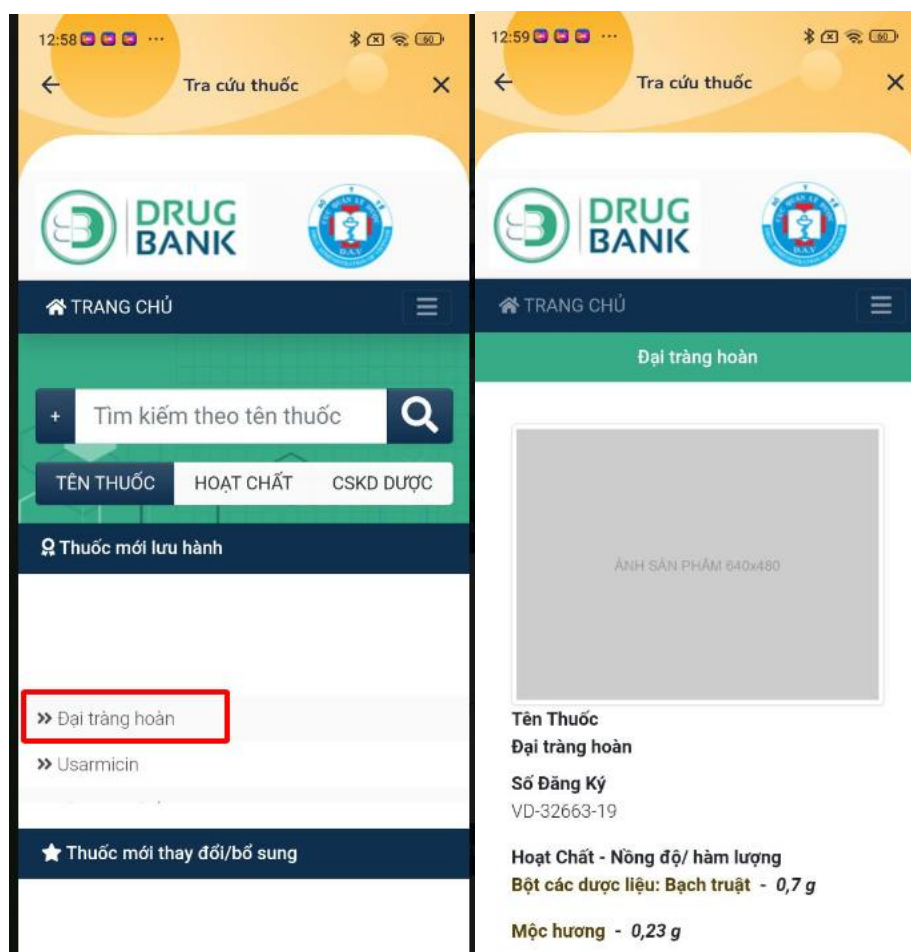 12:58 ... 60
Tra cứu thuốc
DRUG
BANK
D.A.V
TRANG CHỦ
+ Tìm kiếm theo tên thuốc
TÊN THUỐC HOẠT CHẤT CSKD DƯỢC
Thuốc mới lưu hành
» Đại tràng hoàn
» Usarmicin
Thuốc mới thay đổi/bổ sung
12:59 ... 60
Tra cứu thuốc
DRUG
BANK
D.A.V
TRANG CHỦ
Đại tràng hoàn
ẢNH SẢN PHẨM 640x480
Tên Thuốc
Đại tràng hoàn
Số Đăng Ký
VD-32663-19
Hoạt Chất - Nồng độ/ hàm lượng
Bột các dược liệu: Bạch truật - 0,7 g
Mộc hương - 0,23 g